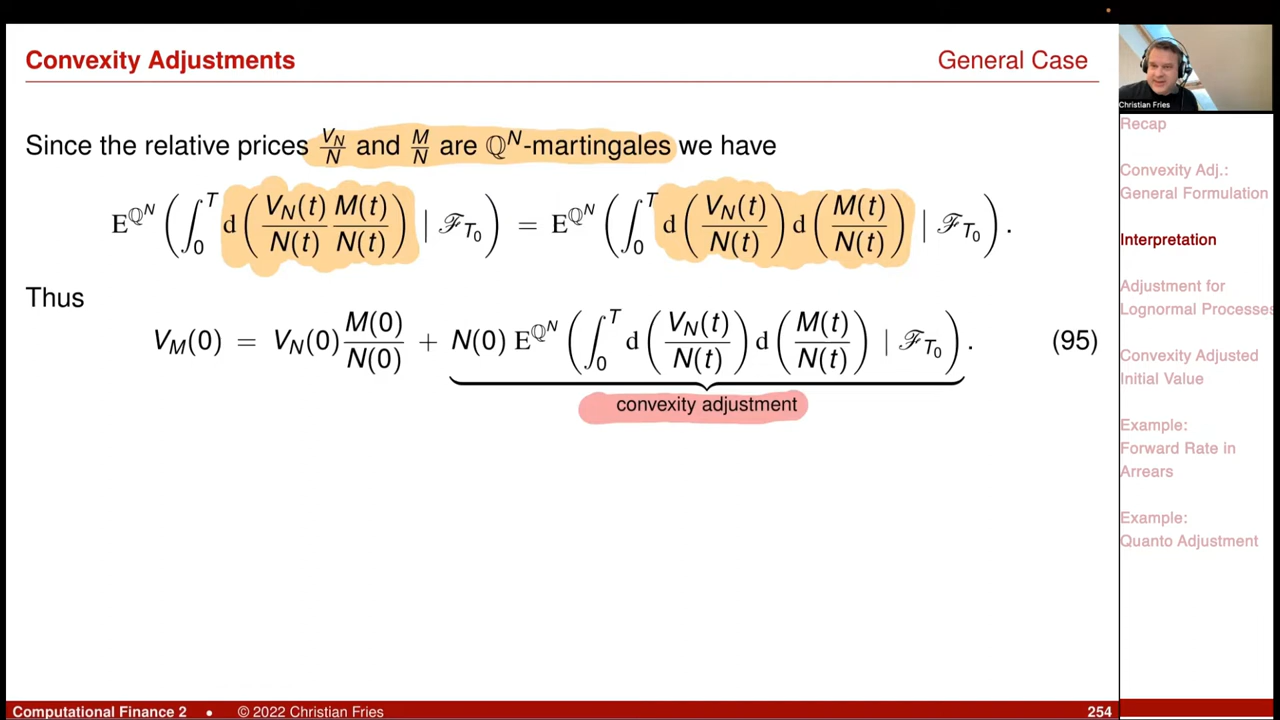 Convexity Adjustments
General Case
Since the relative prices V_N/N and M/N are ℚ^N-martingales we have
E^{ℚ^N} ( ∫_0^T d ( V_N(t)/N(t) M(t)/N(t) ) | ℱ_{T_0} ) = E^{ℚ^N} ( ∫_0^T d ( V_N(t)/N(t) ) d ( M(t)/N(t) ) | ℱ_{T_0} ) .
Thus
V_M(0) = V_N(0) M(0)/N(0) + N(0) E^{ℚ^N} ( ∫_0^T d ( V_N(t)/N(t) ) d ( M(t)/N(t) ) | ℱ_{T_0} ) . (95)
convexity adjustment
Christian Fries
Recap
Convexity Adj.:
General Formulation
Interpretation
Adjustment for
Lognormal Processes
Convexity Adjusted
Initial Value
Example:
Forward Rate in
Arrears
Example:
Quanto Adjustment
Computational Finance 2 • © 2022 Christian Fries
254